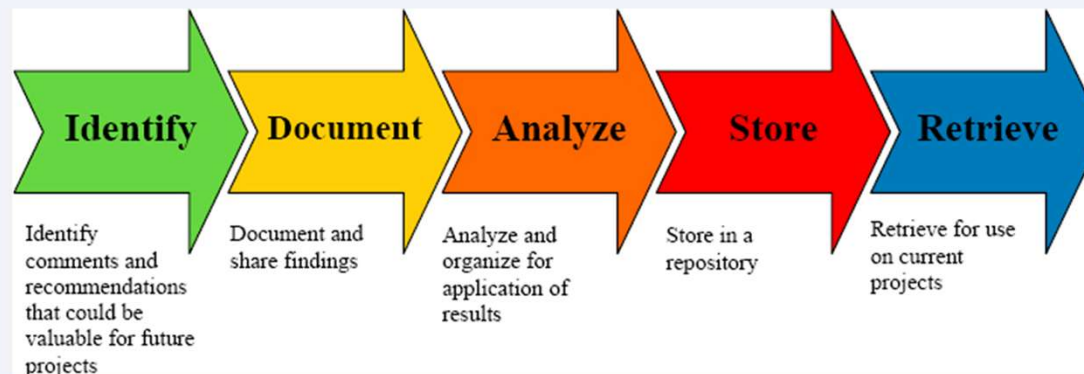 Identify
Document
Analyze
Store
Retrieve
Identify
comments and
recommendations
that could be
valuable for future
projects
Document and
share findings
Analyze and
organize for
application of
results
Store in a
repository
Retrieve for use
on current
projects